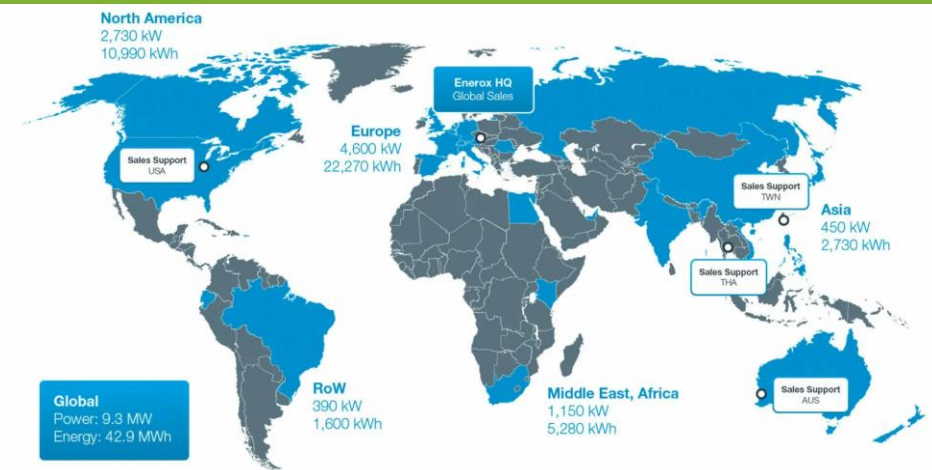 North America
2,730 kW
10,990 kWh
Enerox HQ
Global Sales
Europe
4,600 kW
22,270 kWh
Sales Support
USA
Sales Support
TWN
Asia
450 kW
2,730 kWh
Sales Support
THA
RoW
390 kW
1,600 kWh
Middle East, Africa
1,150 kW
5,280 kWh
Sales Support
AUS
Global
Power: 9.3 MW
Energy: 42.9 MWh